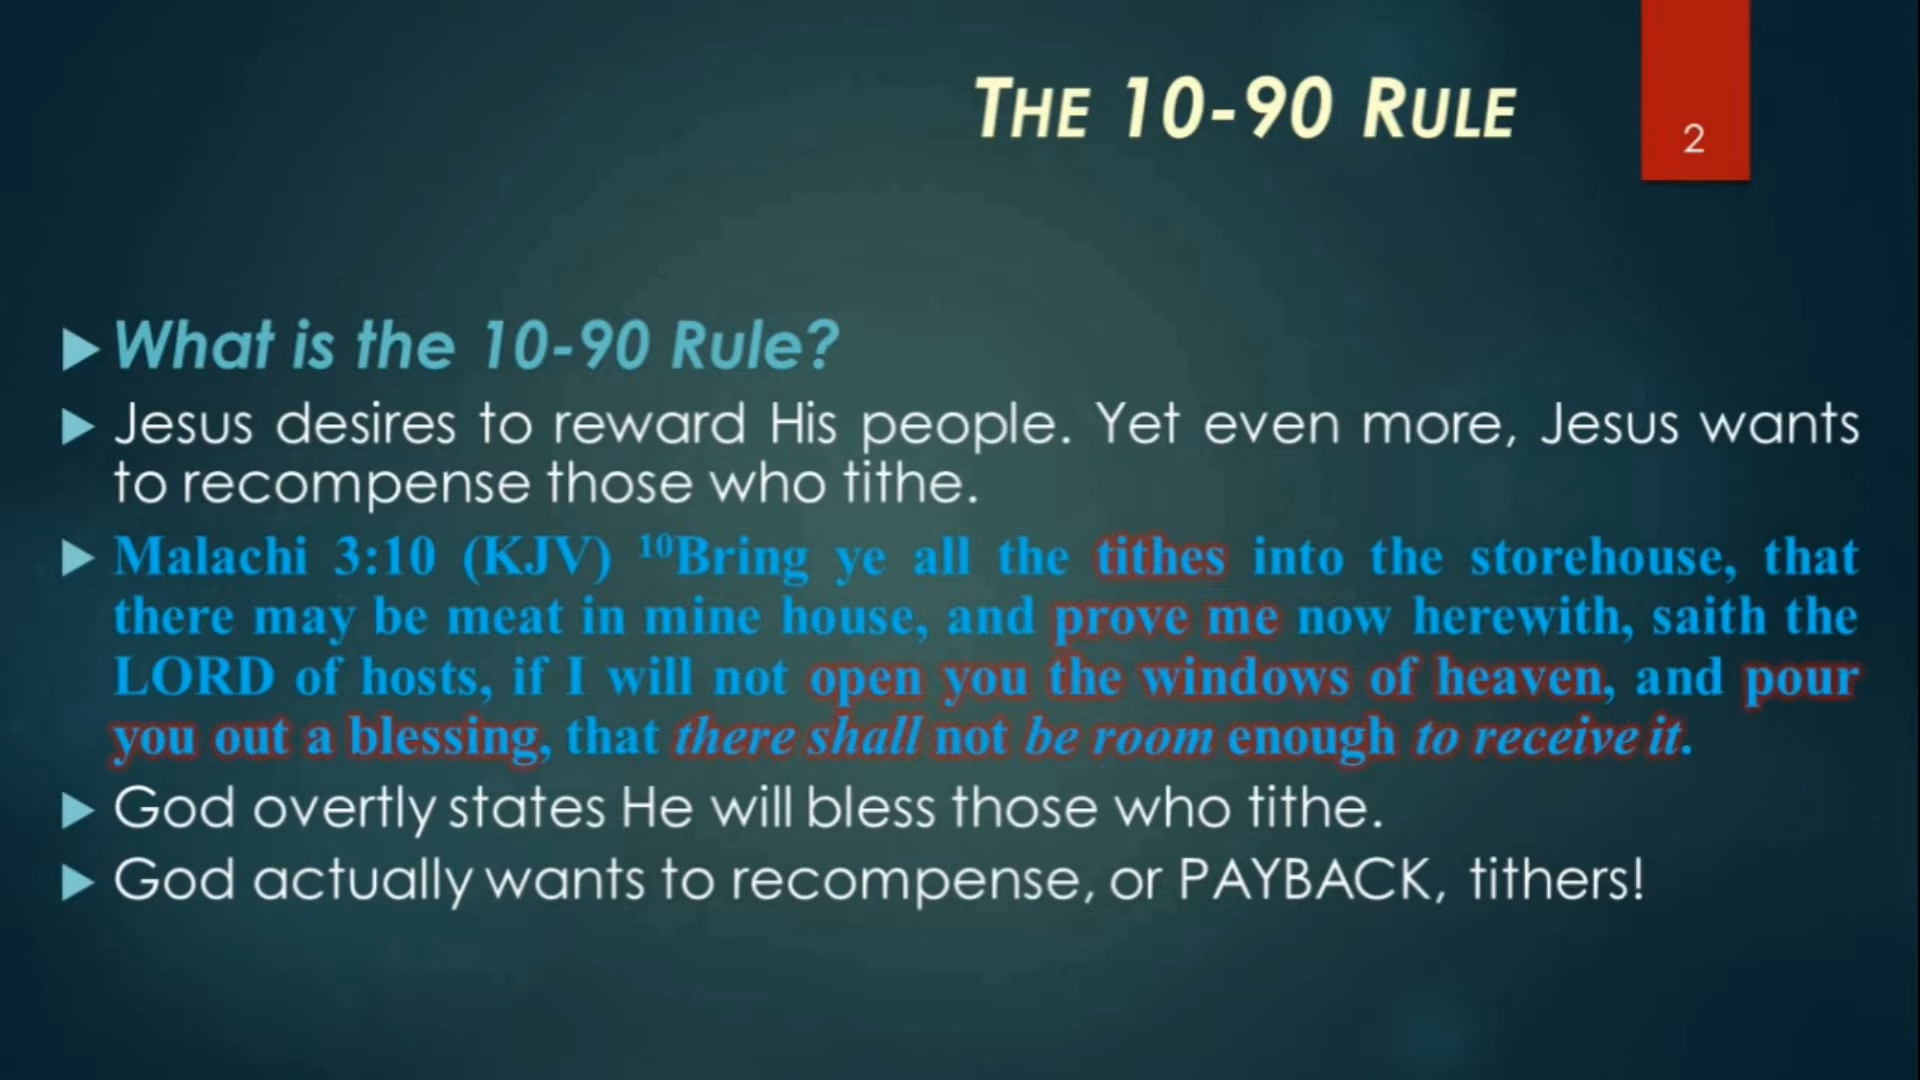 THE 10-90 RULE
2
What is the 10-90 Rule?
Jesus desires to reward His people. Yet even more, Jesus wants
to recompense those who tithe.
Malachi 3:10 (KJV) ¹⁰Bring ye all the tithes into the storehouse, that
there may be meat in mine house, and prove me now herewith, saith the
LORD of hosts, if I will not open you the windows of heaven, and pour
you out a blessing, that there shall not be room enough to receive it.
God overtly states He will bless those who tithe.
God actually wants to recompense, or PAYBACK, tithers!